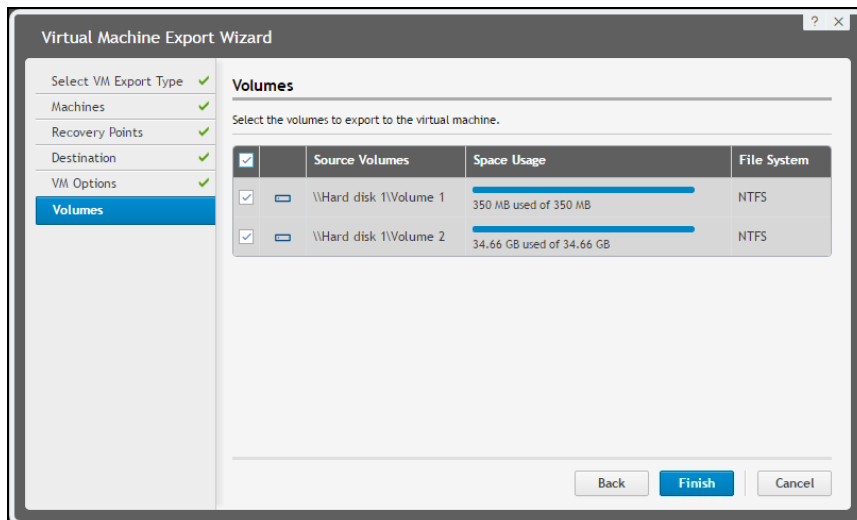 ? ×
Virtual Machine Export Wizard
Select VM Export Type
Machines
Recovery Points
Destination
VM Options
Volumes
Volumes
Select the volumes to export to the virtual machine.
Source Volumes Space Usage File System
\\Hard disk 1\Volume 1 350 MB used of 350 MB NTFS
\\Hard disk 1\Volume 2 34.66 GB used of 34.66 GB NTFS
Back Finish Cancel